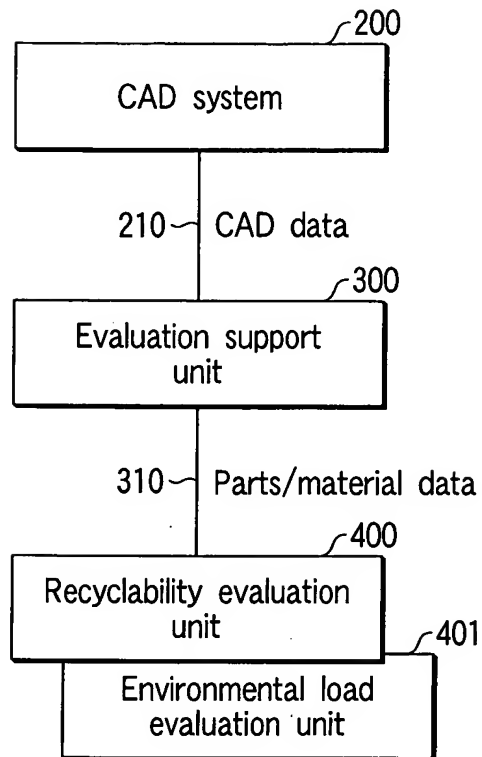 200
CAD system
210 CAD data
300
Evaluation support
unit
310 Parts/material data
400
Recyclability evaluation
unit
401
Environmental load
evaluation unit